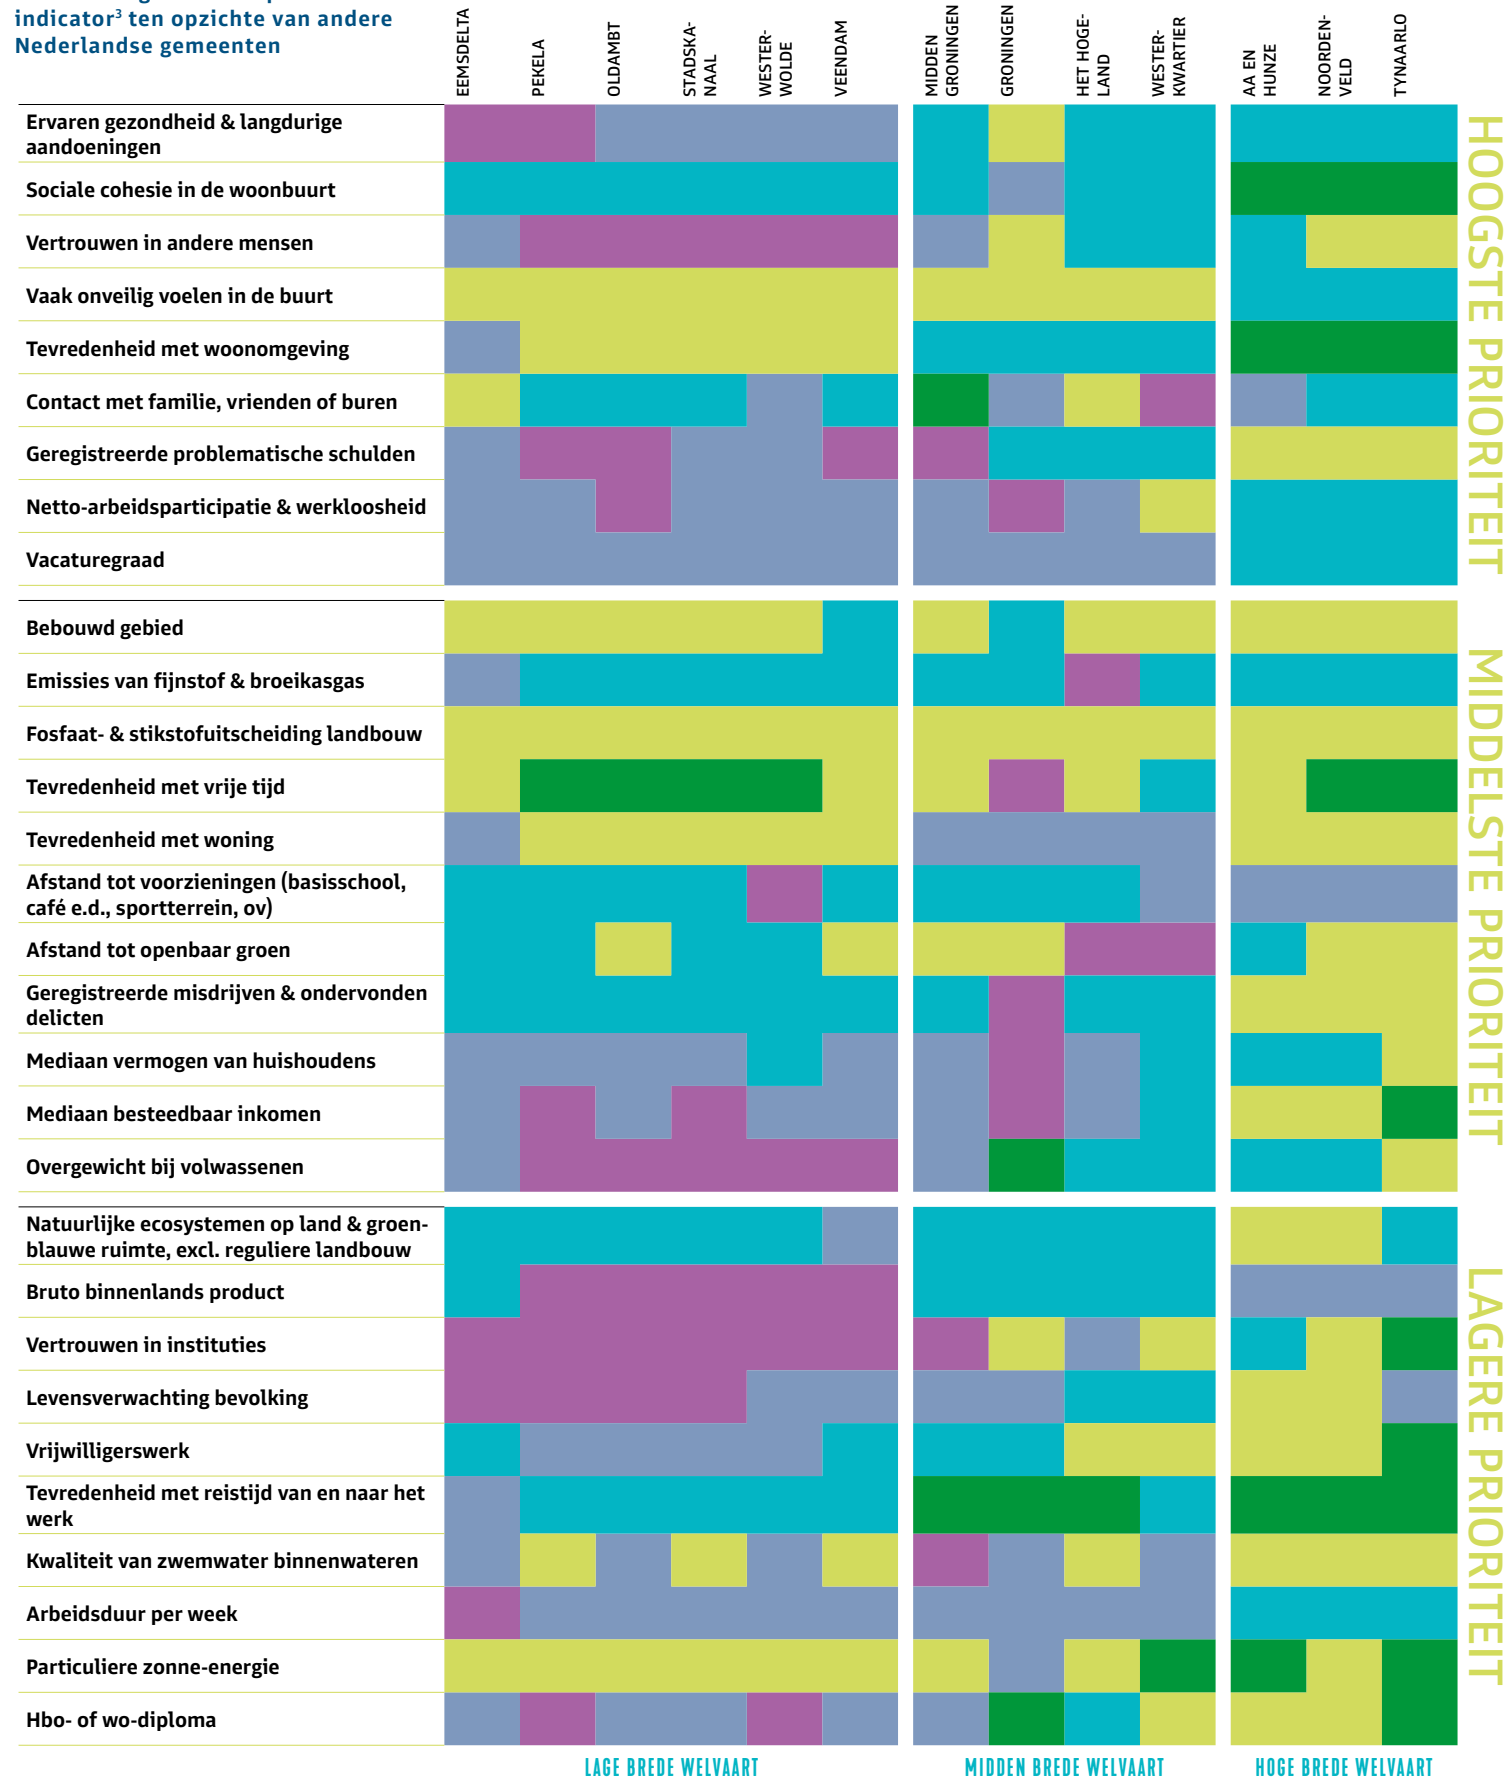 indicator³ ten opzichte van andere
Nederlandse gemeenten
EEMSDELTA
PEKELA
OLDAMBT
STADSKA-
NAAL
WESTER-
WOLDE
VEENDAM
MIDDEN
GRONINGEN
GRONINGEN
HET HOGE-
LAND
WESTER-
KWARTIER
AA EN
HUNZE
NOORDEN-
VELD
TYNAARLO
Ervaren gezondheid & langdurige
aandoeningen
Sociale cohesie in de woonbuurt
Vertrouwen in andere mensen
Vaak onveilig voelen in de buurt
Tevredenheid met woonomgeving
Contact met familie, vrienden of buren
Geregistreerde problematische schulden
Netto-arbeidsparticipatie & werkloosheid
Vacaturegraad
HOOGSTE PRIORITEIT
Bebouwd gebied
Emissies van fijnstof & broeikasgas
Fosfaat- & stikstofuitscheiding landbouw
Tevredenheid met vrije tijd
Tevredenheid met woning
Afstand tot voorzieningen (basisschool,
café e.d., sportterrein, ov)
Afstand tot openbaar groen
Geregistreerde misdrijven & ondervonden
delicten
Mediaan vermogen van huishoudens
Mediaan besteedbaar inkomen
Overgewicht bij volwassenen
MIDDELSTE PRIORITEIT
Natuurlijke ecosystemen op land & groen-
blauwe ruimte, excl. reguliere landbouw
Bruto binnenlands product
Vertrouwen in instituties
Levensverwachting bevolking
Vrijwilligerswerk
Tevredenheid met reistijd van en naar het
werk
Kwaliteit van zwemwater binnenwateren
Arbeidsduur per week
Particuliere zonne-energie
Hbo- of wo-diploma
LAGERE PRIORITEIT
LAGE BREDE WELVAART
MIDDEN BREDE WELVAART
HOGE BREDE WELVAART